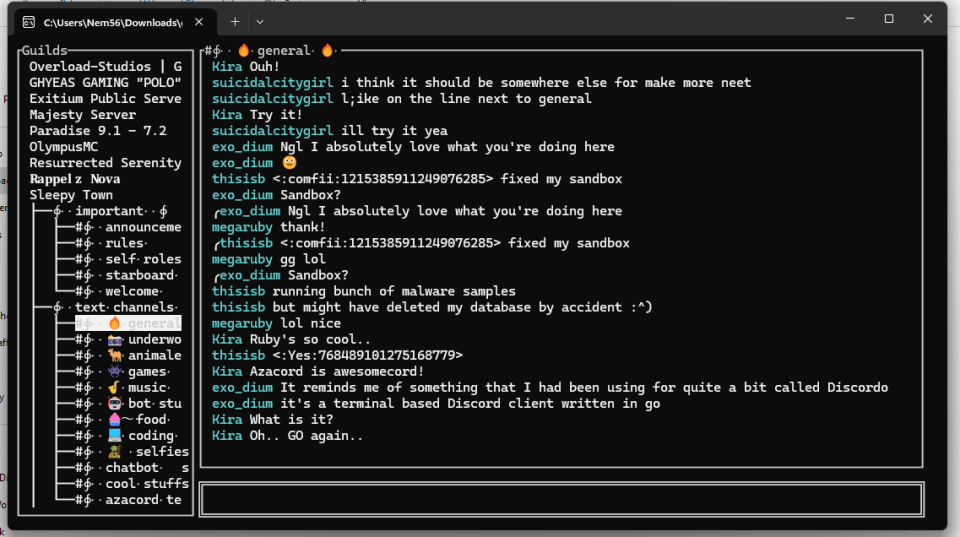 C:\Users\Nem56\Downloads\
Guilds
Overload-Studios | G
GHYEAS GAMING "POLO"
Exitium Public Serve
Majesty Server
Paradise 9.1 - 7.2
OlympusMC
Resurrected Serenity
Rappel z Nova
Sleepy Town
∮ · · important · · ∮
#∮ · · announceme
#∮ · · rules ·
#∮ · · self roles
#∮ · · starboard ·
#∮ · · welcome ·
∮ · · text channels ·
#∮ · · 🔥 general
#∮ · · underwo
#∮ · · 🐪 animale
#∮ · · 👾 games ·
#∮ · · 🎷 music ·
#∮ · · bot stu
#∮ · · 🧁~food ·
#∮ · · 💻 coding ·
#∮ · · selfies
#∮ · · chatbot s
#∮ · · cool stuffs
#∮ · · azacord te
#∮ · · 🔥 general · 🔥 ·
Kira Ouh!
suicidalcitygirl i think it should be somewhere else for make more neet
suicidalcitygirl l;ike on the line next to general
Kira Try it!
suicidalcitygirl ill try it yea
exo_dium Ngl I absolutely love what you're doing here
exo_dium 😳
thisisb <:comfii:1215385911249076285> fixed my sandbox
exo_dium Sandbox?
╭exo_dium Ngl I absolutely love what you're doing here
megaruby thank!
╭thisisb <:comfii:1215385911249076285> fixed my sandbox
megaruby gg lol
╭exo_dium Sandbox?
thisisb running bunch of malware samples
thisisb but might have deleted my database by accident :^)
megaruby lol nice
Kira Ruby's so cool..
thisisb <:Yes:768489101275168779>
Kira Azacord is awesomecord!
exo_dium It reminds me of something that I had been using for quite a bit called Discordo
exo_dium it's a terminal based Discord client written in go
Kira What is it?
Kira Oh.. GO again..